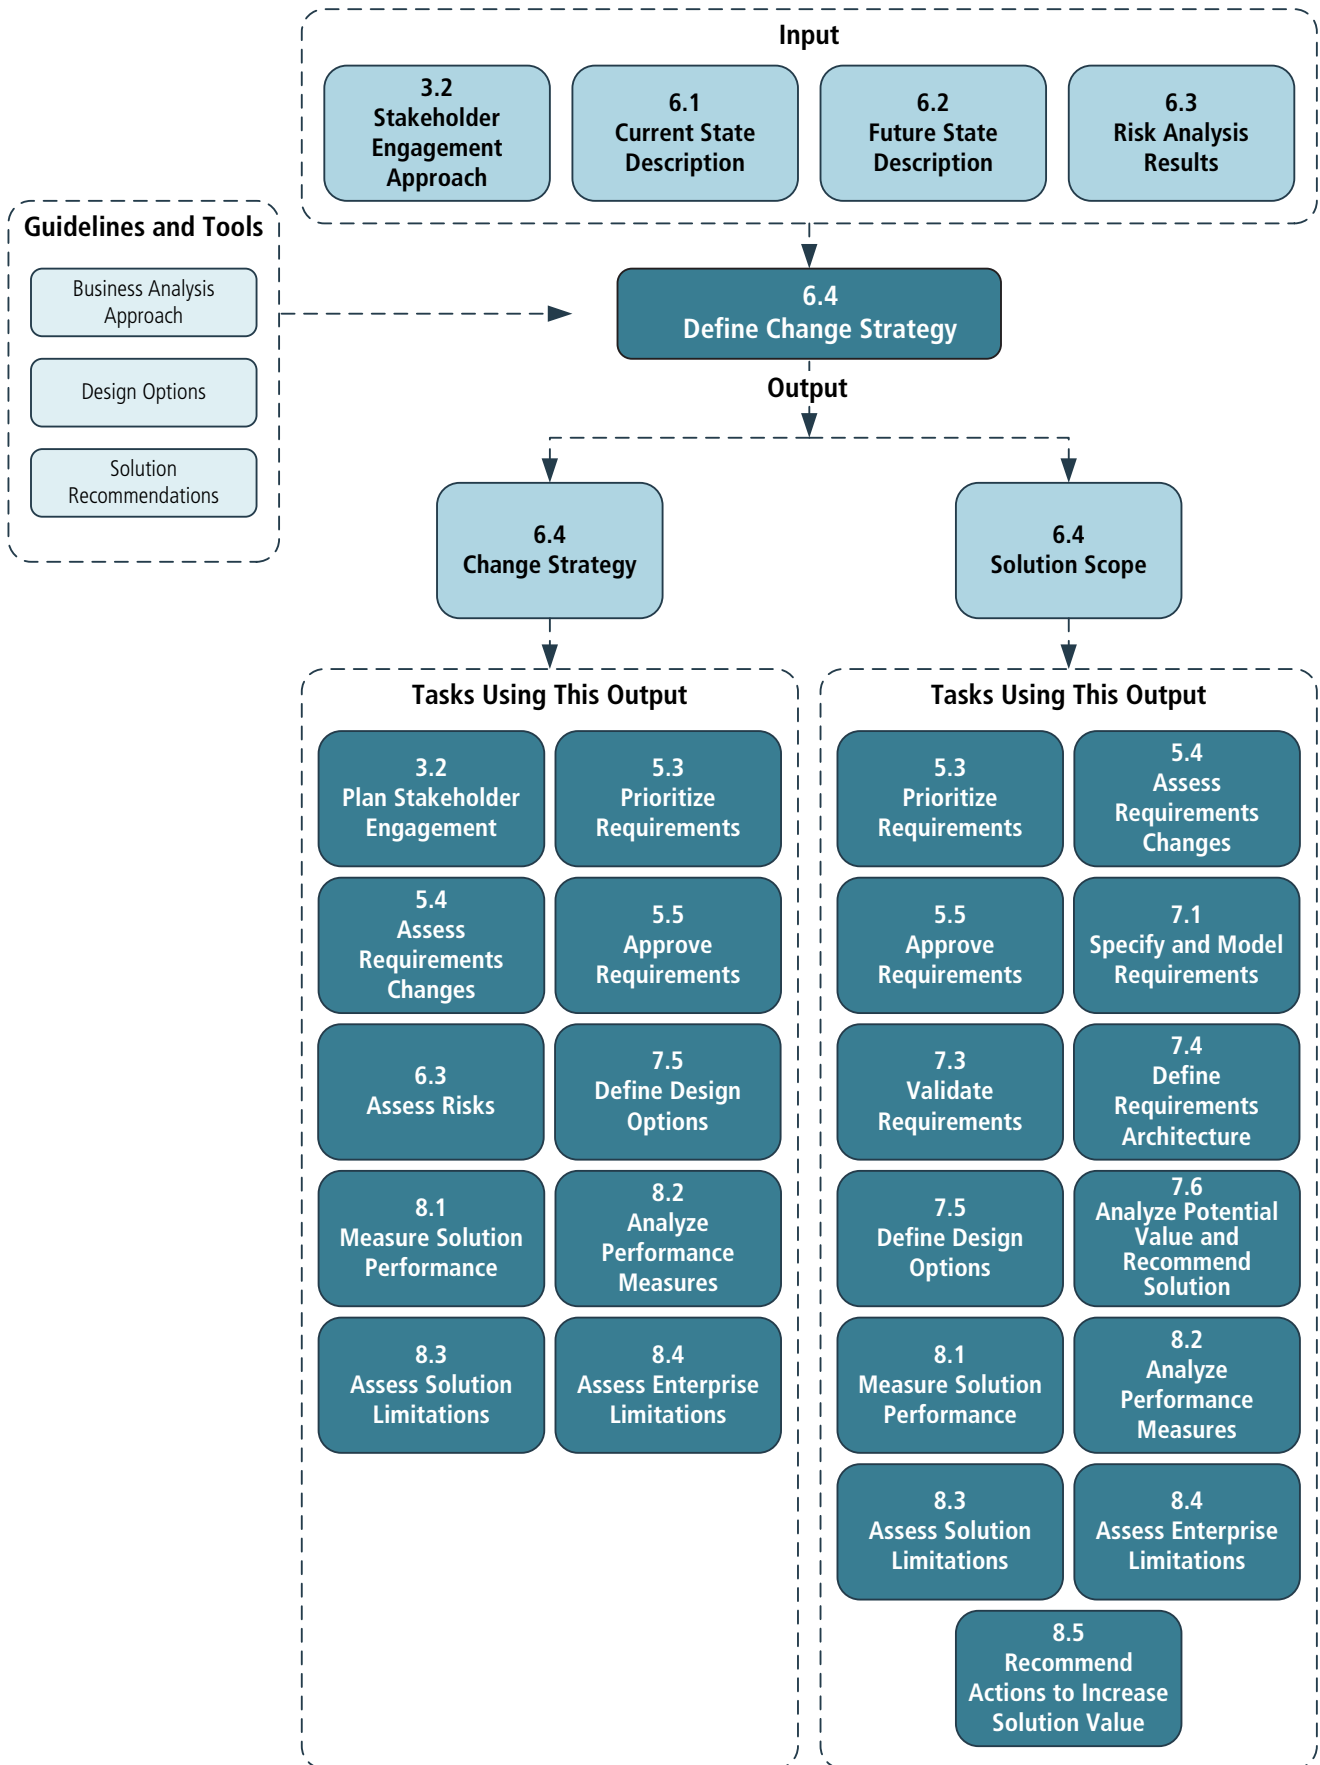 Input
3.2
Stakeholder
Engagement
Approach
6.1
Current State
Description
6.2
Future State
Description
6.3
Risk Analysis
Results
Guidelines and Tools
Business Analysis
Approach
Design Options
Solution
Recommendations
6.4
Define Change Strategy
Output
6.4
Change Strategy
6.4
Solution Scope
Tasks Using This Output
3.2
Plan Stakeholder
Engagement
5.3
Prioritize
Requirements
5.4
Assess
Requirements
Changes
5.5
Approve
Requirements
6.3
Assess Risks
7.5
Define Design
Options
8.1
Measure Solution
Performance
8.2
Analyze
Performance
Measures
8.3
Assess Solution
Limitations
8.4
Assess Enterprise
Limitations
Tasks Using This Output
5.3
Prioritize
Requirements
5.4
Assess
Requirements
Changes
5.5
Approve
Requirements
7.1
Specify and Model
Requirements
7.3
Validate
Requirements
7.4
Define
Requirements
Architecture
7.5
Define Design
Options
7.6
Analyze Potential
Value and
Recommend
Solution
8.1
Measure Solution
Performance
8.2
Analyze
Performance
Measures
8.3
Assess Solution
Limitations
8.4
Assess Enterprise
Limitations
8.5
Recommend
Actions to Increase
Solution Value